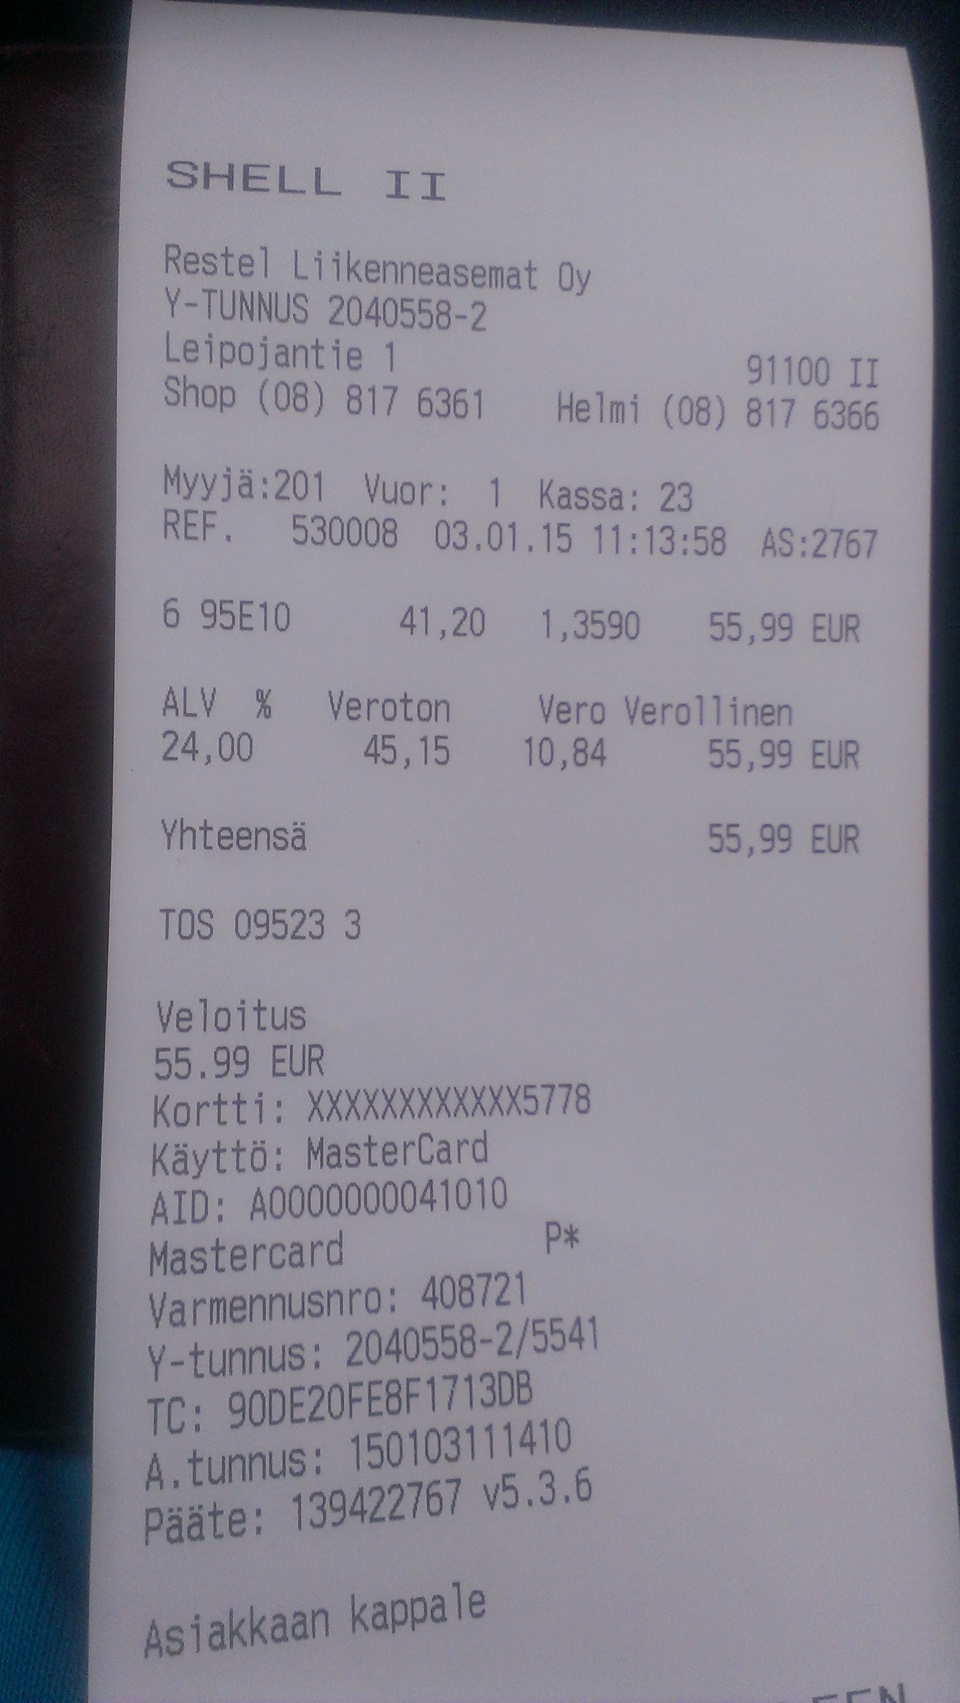 SHELL II
Restel Liikenneasemat Oy
Y-TUNNUS 2040558-2
Leipojantie 1 91100 II
Shop (08) 817 6361 Helmi (08) 817 6366
Myyjä:201 Vuor: 1 Kassa: 23
REF. 530008 03.01.15 11:13:58 AS:2767
6 95E10 41,20 1,3590 55,99 EUR
ALV % Veroton Vero Verollinen
24,00 45,15 10,84 55,99 EUR
Yhteensä 55,99 EUR
TOS 09523 3
Veloitus
55.99 EUR
Kortti: XXXXXXXXXXXX5778
Käyttö: MasterCard
AID: A0000000041010
Mastercard P*
Varmennusnro: 408721
Y-tunnus: 2040558-2/5541
TC: 90DE20FE8F1713DB
A.tunnus: 150103111410
Pääte: 139422767 v5.3.6
Asiakkaan kappale